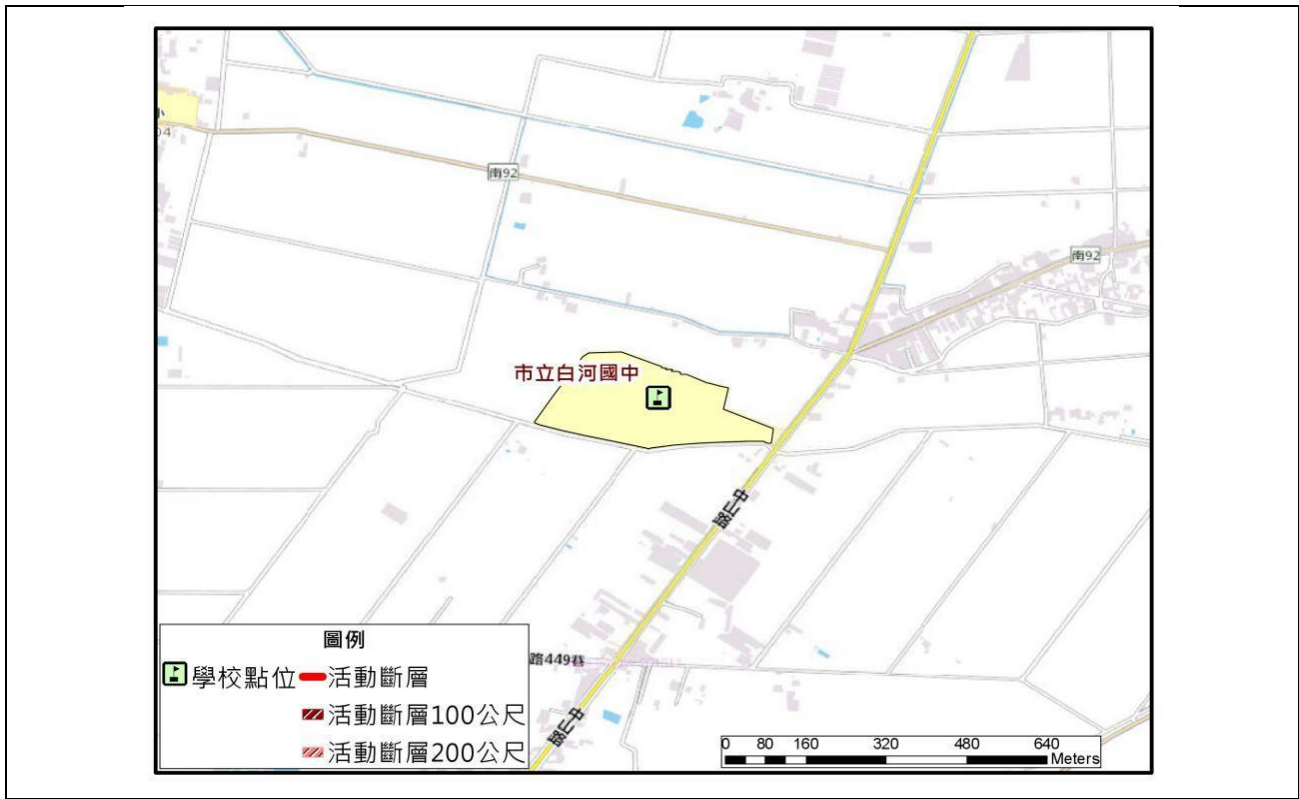 小
04
南92
南92
市立白河國中
中山路
路449巷
中山路
圖例
學校點位
活動斷層
活動斷層100公尺
活動斷層200公尺
0 80 160 320 480 640
Meters